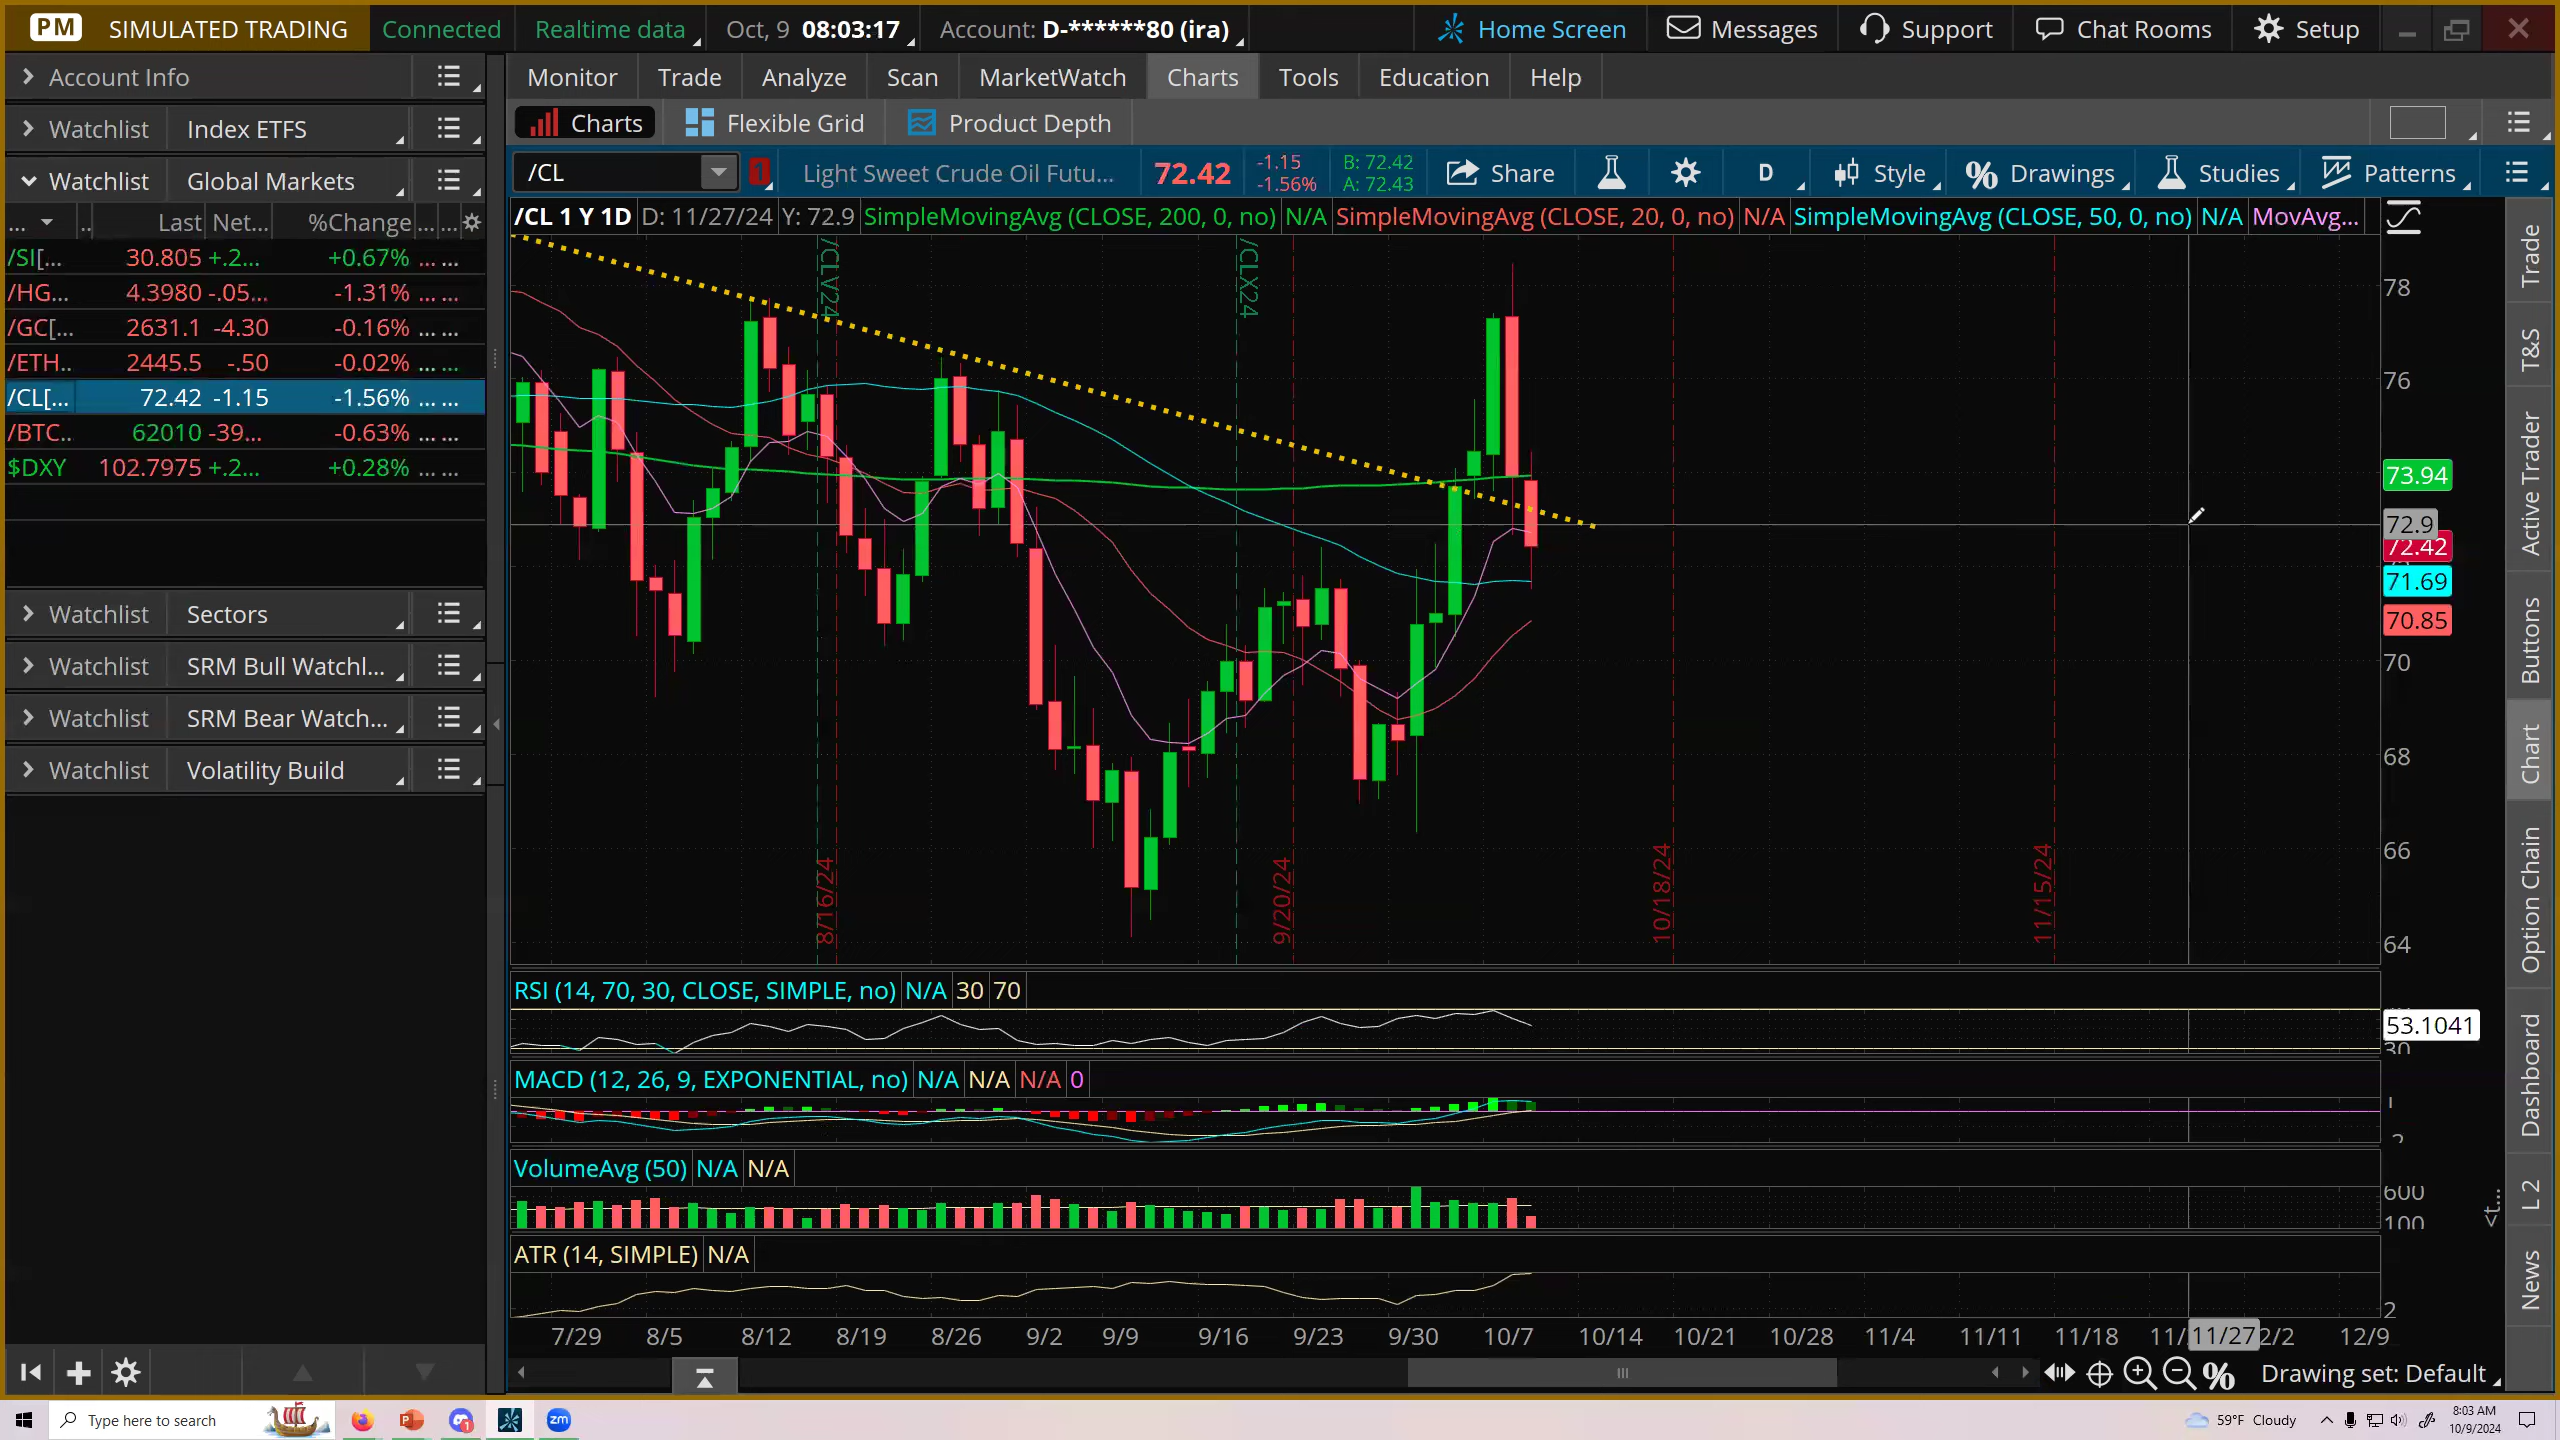 PM SIMULATED TRADING Connected Realtime data Oct, 9 08:03:17 Account: D-******80 (ira) Home Screen Messages Support Chat Rooms Setup
Account Info
Monitor Trade Analyze Scan MarketWatch Charts Tools Education Help
Watchlist Index ETFS
Charts Flexible Grid Product Depth
Watchlist Global Markets
/CL 1 Light Sweet Crude Oil Futu... 72.42 -1.15 -1.56% B: 72.42 A: 72.43 Share D Style Drawings Studies Patterns
... .. Last Net... %Change ... ...
/CL 1 Y 1D D: 11/27/24 Y: 72.9 SimpleMovingAvg (CLOSE, 200, 0, no) N/A SimpleMovingAvg (CLOSE, 20, 0, no) N/A SimpleMovingAvg (CLOSE, 50, 0, no) N/A MovAvg...
/SI[... 30.805 +.2... +0.67% ... ...
/HG... 4.3980 -.05... -1.31% ... ...
/GC[... 2631.1 -4.30 -0.16% ... ...
/ETH... 2445.5 -.50 -0.02% ... ...
/CL[... 72.42 -1.15 -1.56% ... ...
/BTC... 62010 -39... -0.63% ... ...
$DXY 102.7975 +.2... +0.28% ... ...
Watchlist Sectors
Watchlist SRM Bull Watchl...
Watchlist SRM Bear Watch...
Watchlist Volatility Build
/CLV24
/CLX24
8/16/24
9/20/24
10/18/24
11/15/24
78
76
73.94
72.9
72.42
71.69
70.85
70
68
66
64
RSI (14, 70, 30, CLOSE, SIMPLE, no) N/A 30 70
53.1041
30
MACD (12, 26, 9, EXPONENTIAL, no) N/A N/A N/A 0
1
-2
VolumeAvg (50) N/A N/A
600
100
<t...
ATR (14, SIMPLE) N/A
2
7/29 8/5 8/12 8/19 8/26 9/2 9/9 9/16 9/23 9/30 10/7 10/14 10/21 10/28 11/4 11/11 11/18 11/27 12/9
Drawing set: Default
Trade
T&S
Active Trader
Buttons
Chart
Option Chain
Dashboard
L 2
News
Type here to search
zm
59°F Cloudy
8:03 AM
10/9/2024